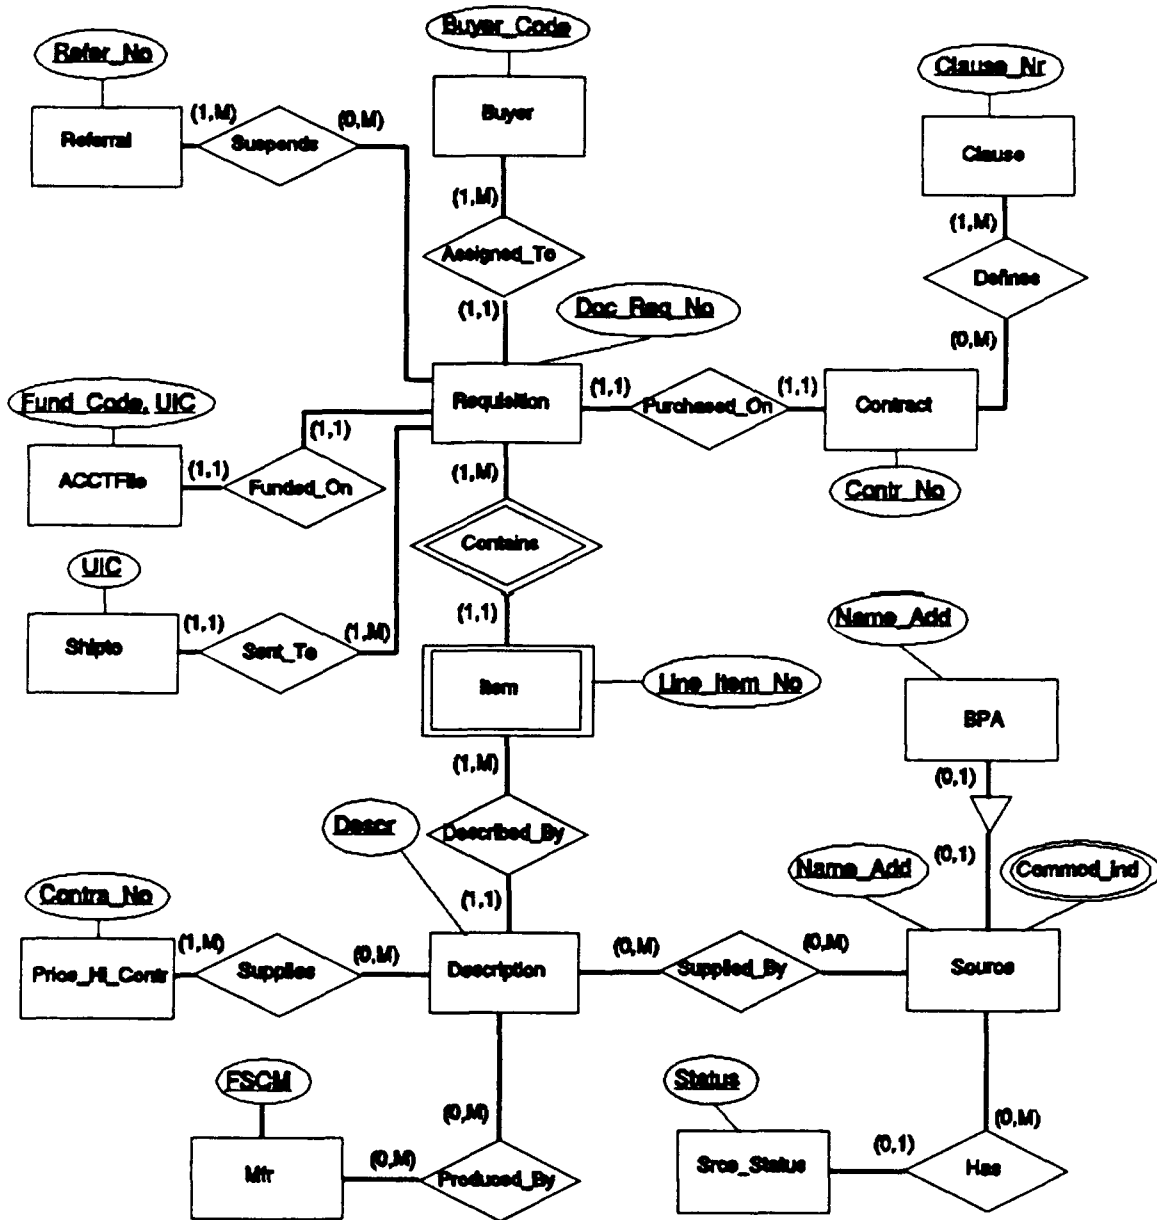 Buyer_Code
Refer_No
Clause_Nr
Buyer
(1,M)
(0,M)
Referral
Suspends
Clause
(1,M)
(1,M)
Assigned_To
Defines
(1,1)
Doc_Req_No
(0,M)
Fund_Code, UIC
Requisition
(1,1)
Purchased_On
(1,1)
Contract
(1,1)
ACCTFile
(1,1)
Funded_On
(1,M)
Contr_No
Contains
UIC
(1,1)
Name_Add
Shipto
(1,1)
Sent_To
(1,M)
Item
Line_Item_No
BPA
(1,M)
(0,1)
Descr
Described_By
(0,1)
Name_Add
Commod_Ind
Contra_No
(1,1)
(1,M)
(0,M)
(0,M)
(0,M)
Price_Hi_Contr
Supplies
Description
Supplied_By
Source
FSCM
Status
(0,M)
(0,M)
Mfr
(0,M)
Produced_By
Srce_Status
(0,1)
Has